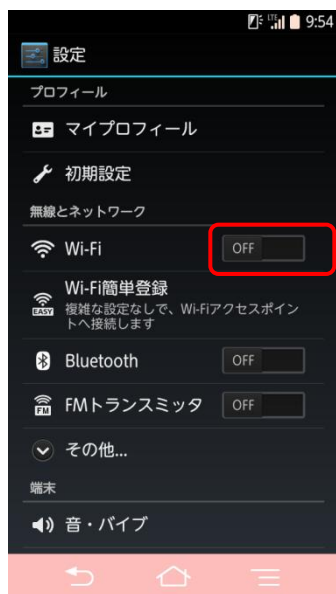 LTE 9:54
設定
プロフィール
マイプロフィール
初期設定
無線とネットワーク
Wi-Fi OFF
Wi-Fi簡単登録
EASY 複雑な設定なしで、Wi-Fiアクセスポイン
トへ接続します
Bluetooth OFF
FM FMトランスミッタ OFF
その他...
端末
音・バイブ